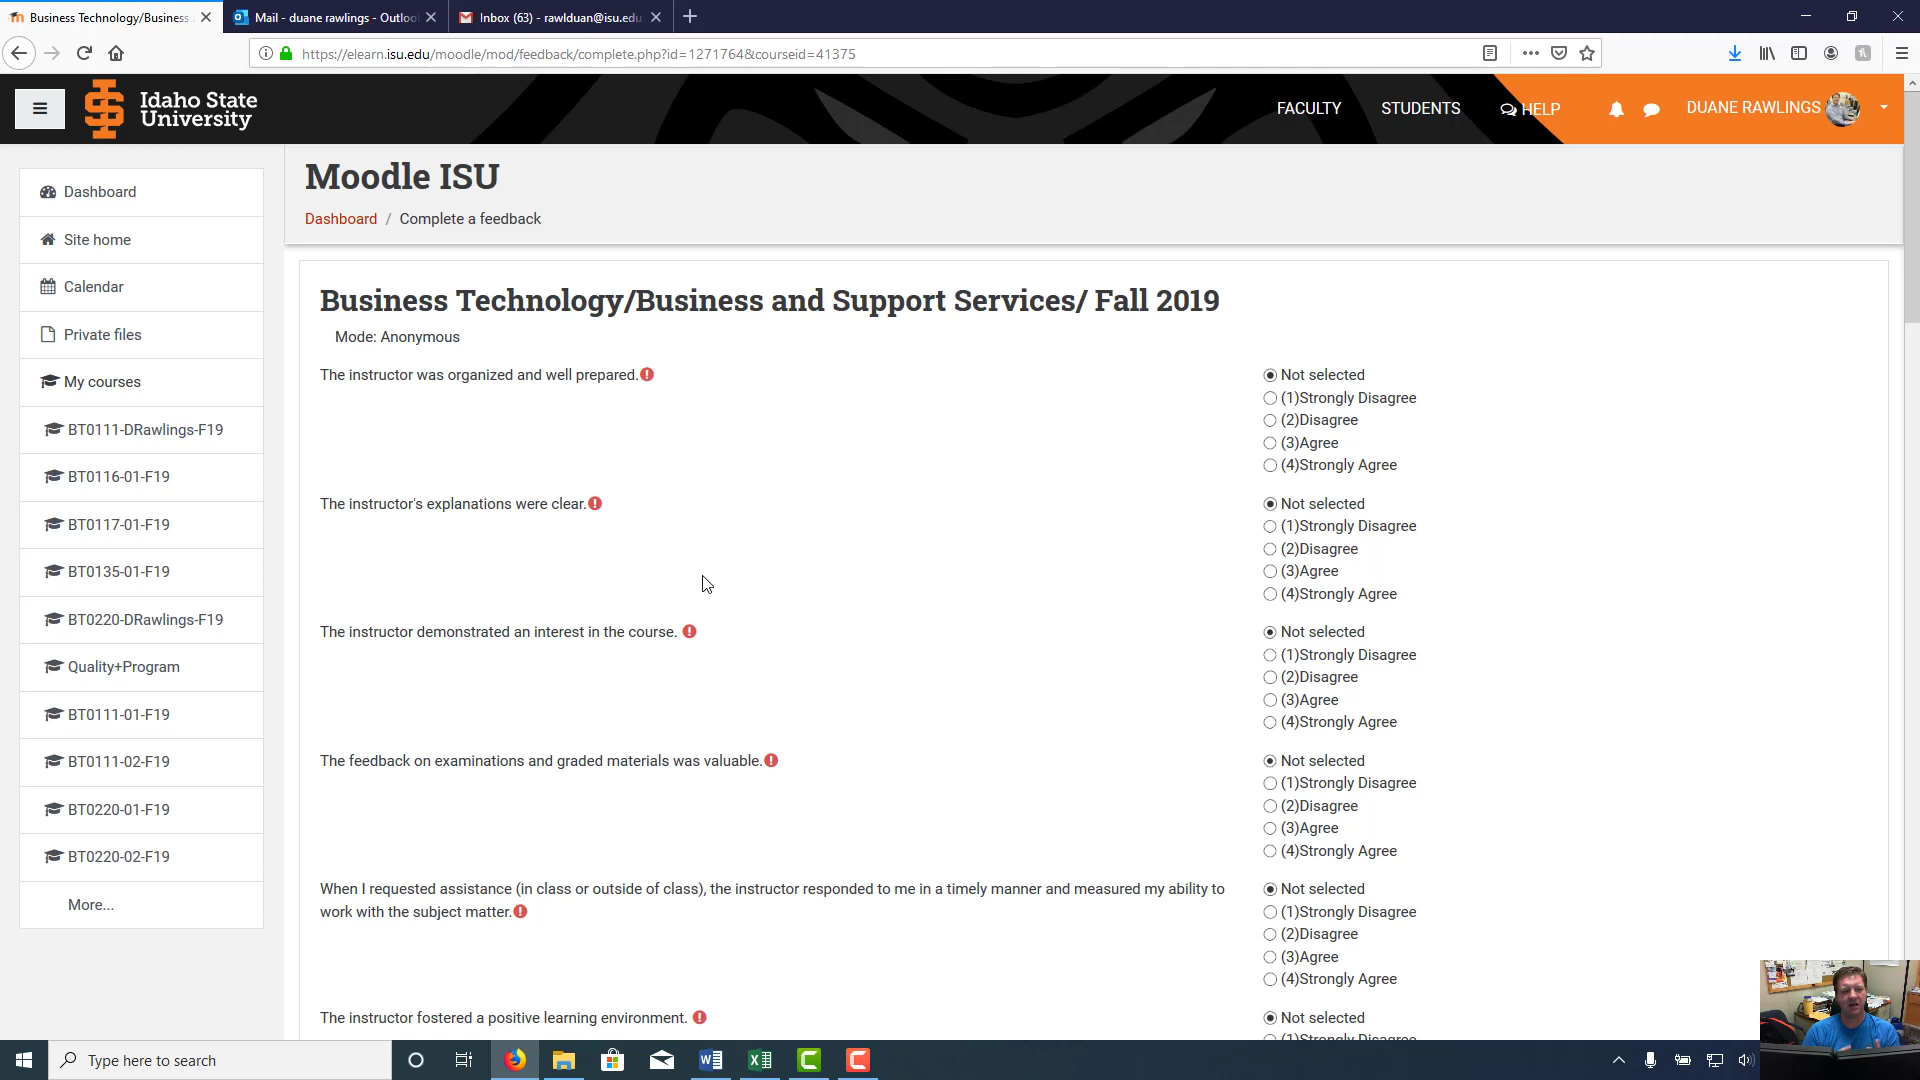 Business Technology/Business
Mail - duane rawlings - Outloo
Inbox (63) - rawlduan@isu.edu
https://elearn.isu.edu/moodle/mod/feedback/complete.php?id=1271764&courseid=41375
Idaho State
University
FACULTY
STUDENTS
HELP
DUANE RAWLINGS
Dashboard
Site home
Calendar
Private files
My courses
BT0111-DRawlings-F19
BT0116-01-F19
BT0117-01-F19
BT0135-01-F19
BT0220-DRawlings-F19
Quality+Program
BT0111-01-F19
BT0111-02-F19
BT0220-01-F19
BT0220-02-F19
More...
Moodle ISU
Dashboard / Complete a feedback
Business Technology/Business and Support Services/ Fall 2019
Mode: Anonymous
The instructor was organized and well prepared.
Not selected
(1)Strongly Disagree
(2)Disagree
(3)Agree
(4)Strongly Agree
The instructor's explanations were clear.
Not selected
(1)Strongly Disagree
(2)Disagree
(3)Agree
(4)Strongly Agree
The instructor demonstrated an interest in the course.
Not selected
(1)Strongly Disagree
(2)Disagree
(3)Agree
(4)Strongly Agree
The feedback on examinations and graded materials was valuable.
Not selected
(1)Strongly Disagree
(2)Disagree
(3)Agree
(4)Strongly Agree
When I requested assistance (in class or outside of class), the instructor responded to me in a timely manner and measured my ability to
work with the subject matter.
Not selected
(1)Strongly Disagree
(2)Disagree
(3)Agree
(4)Strongly Agree
The instructor fostered a positive learning environment.
Not selected
(1)Strongly Disagree
Type here to search